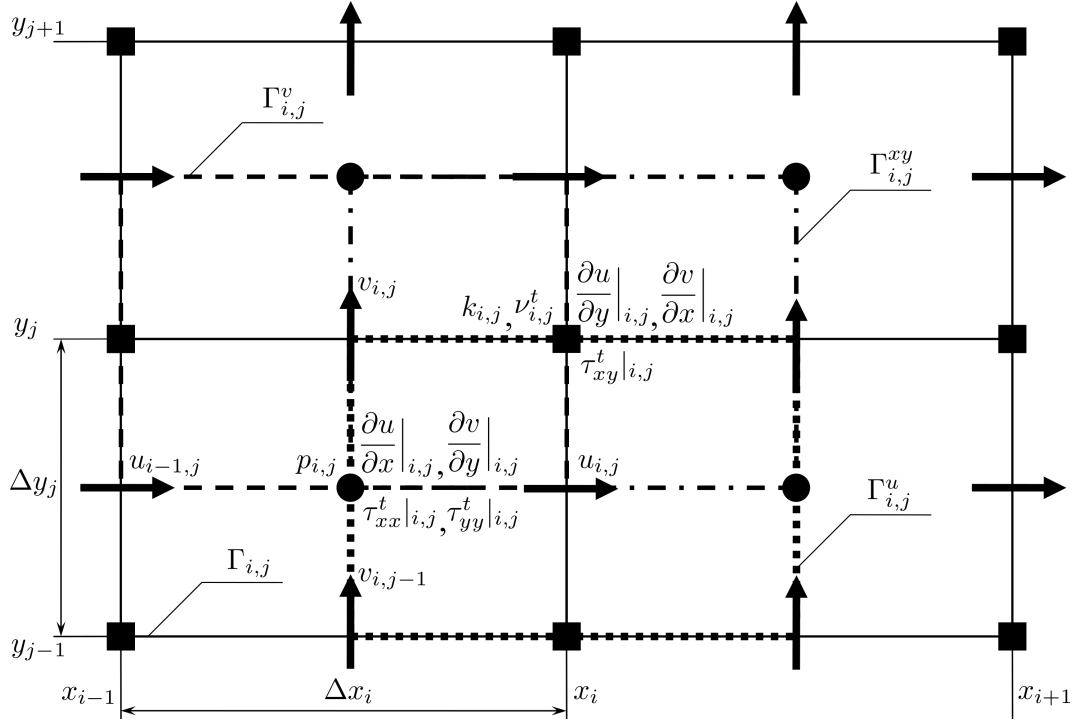 y_{j+1}
Γ^v_{i,j}
Γ^{xy}_{i,j}
v_{i,j}
k_{i,j}, ν^t_{i,j} ∂u/∂y|_{i,j}, ∂v/∂x|_{i,j}
y_j
τ^t_{xy}|_{i,j}
∂u/∂x|_{i,j}, ∂v/∂y|_{i,j}
u_{i-1,j} p_{i,j} u_{i,j}
Δy_j
Γ^u_{i,j}
τ^t_{xx}|_{i,j}, τ^t_{yy}|_{i,j}
Γ_{i,j}
v_{i,j-1}
y_{j-1}
x_{i-1} Δx_i x_i x_{i+1}